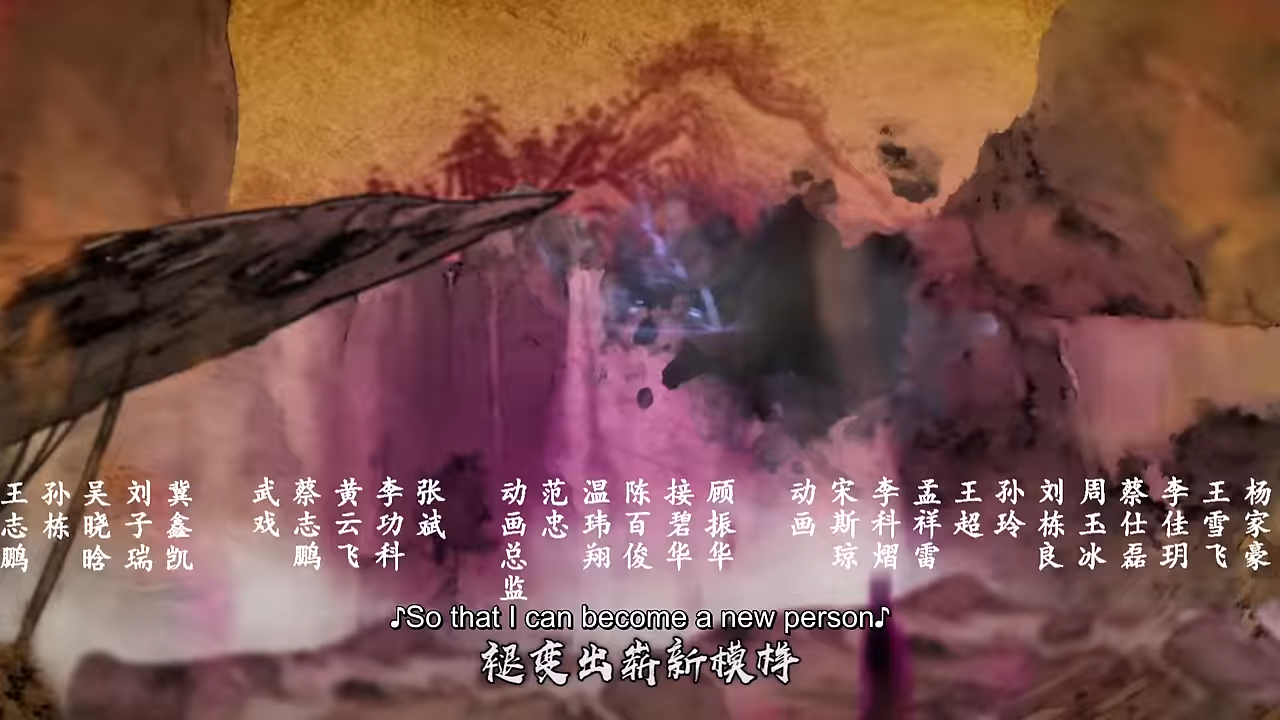 王志鹏
孙栋
吴晓晗
刘子瑞
冀鑫凯
武戏
蔡志鹏
黄云飞
李功科
张斌
动画总监
范忠
温玮翔
陈百俊
接碧华
顾振华
动画
宋斯琼
李科熠
孟祥雷
王超
孙玲
刘栋良
周玉冰
蔡仕磊
李佳玥
王雪飞
杨家豪
♪So that I can become a new person♪
褪变出崭新模样